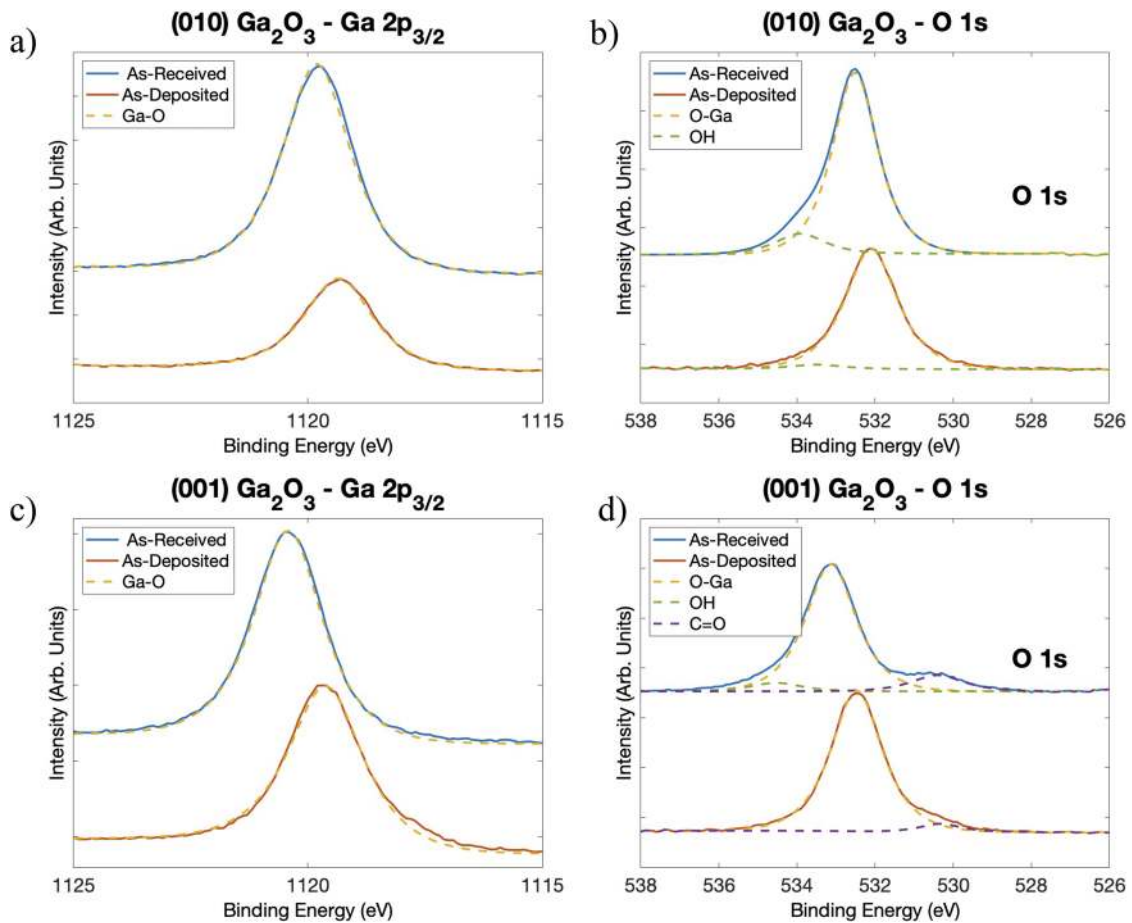 a)
(010) Ga₂O₃ - Ga 2p₃/₂
As-Received
As-Deposited
Ga-O
Intensity (Arb. Units)
1125
1120
1115
Binding Energy (eV)
b)
(010) Ga₂O₃ - O 1s
As-Received
As-Deposited
O-Ga
OH
O 1s
Intensity (Arb. Units)
538
536
534
532
530
528
526
Binding Energy (eV)
c)
(001) Ga₂O₃ - Ga 2p₃/₂
As-Received
As-Deposited
Ga-O
Intensity (Arb. Units)
1125
1120
1115
Binding Energy (eV)
d)
(001) Ga₂O₃ - O 1s
As-Received
As-Deposited
O-Ga
OH
C=O
O 1s
Intensity (Arb. Units)
538
536
534
532
530
528
526
Binding Energy (eV)